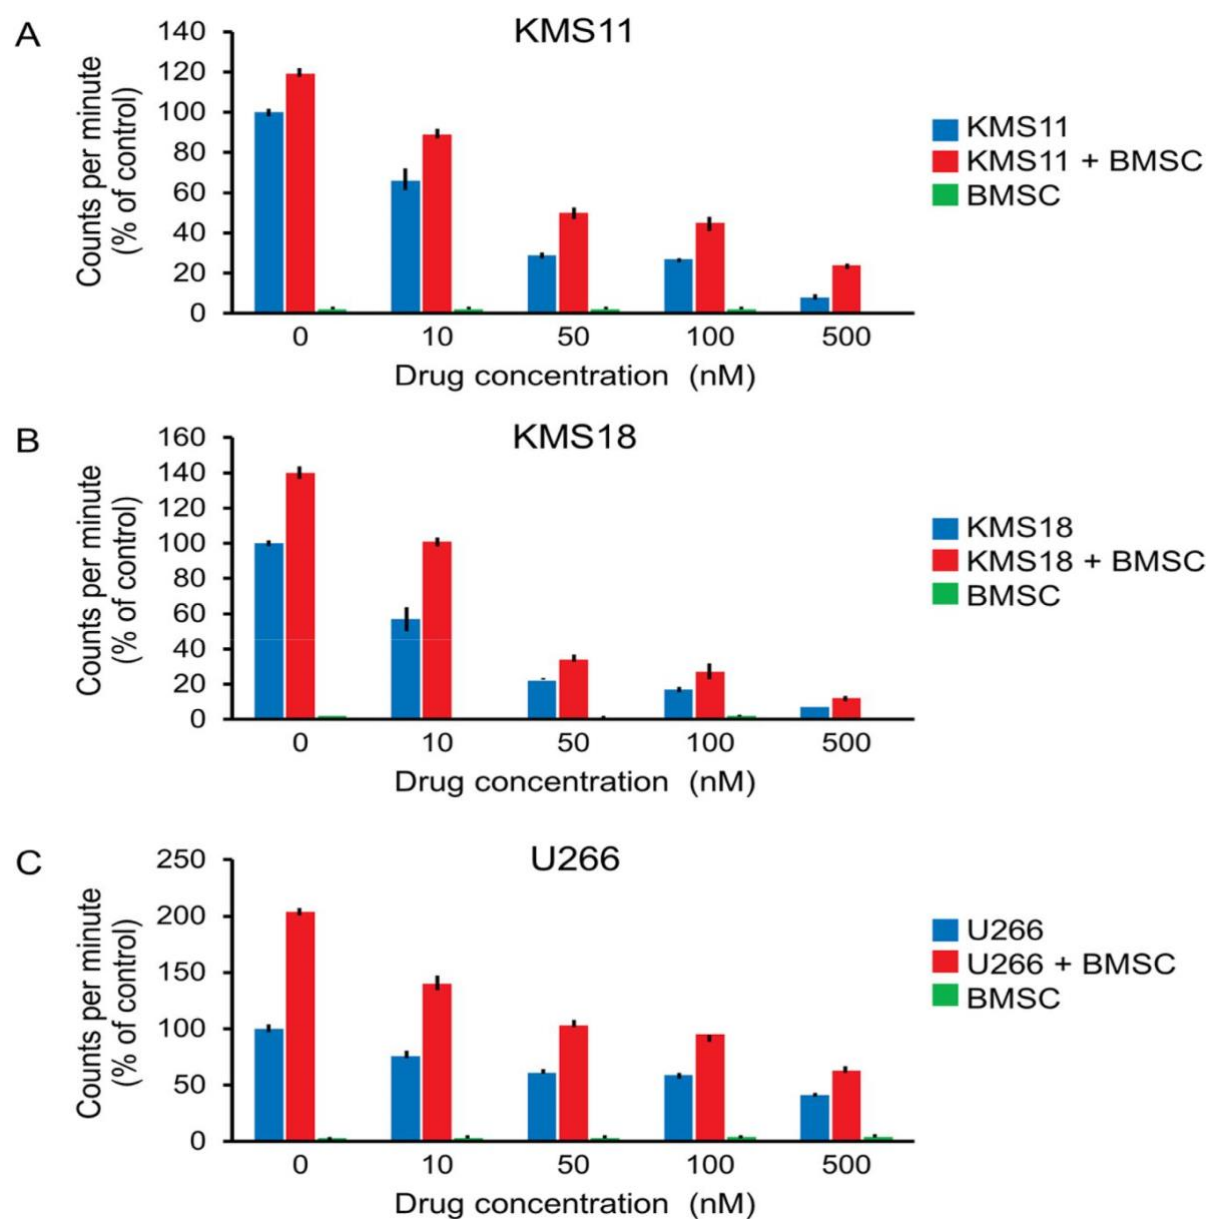 A
KMS11
Counts per minute
(% of control)
140
120
100
80
60
40
20
0
0 10 50 100 500
Drug concentration (nM)
KMS11
KMS11 + BMSC
BMSC
B
KMS18
Counts per minute
(% of control)
160
140
120
100
80
60
40
20
0
0 10 50 100 500
Drug concentration (nM)
KMS18
KMS18 + BMSC
BMSC
C
U266
Counts per minute
(% of control)
250
200
150
100
50
0
0 10 50 100 500
Drug concentration (nM)
U266
U266 + BMSC
BMSC